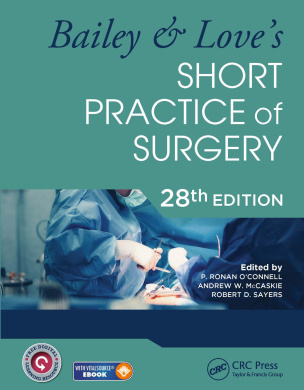 Bailey & Love's
SHORT
PRACTICE of
SURGERY
28th EDITION
Edited by
P. RONAN O'CONNELL
ANDREW W. McCASKIE
ROBERT D. SAYERS
WITH VITALSOURCE®
EBOOK
CRC
CRC Press
Taylor & Francis Group